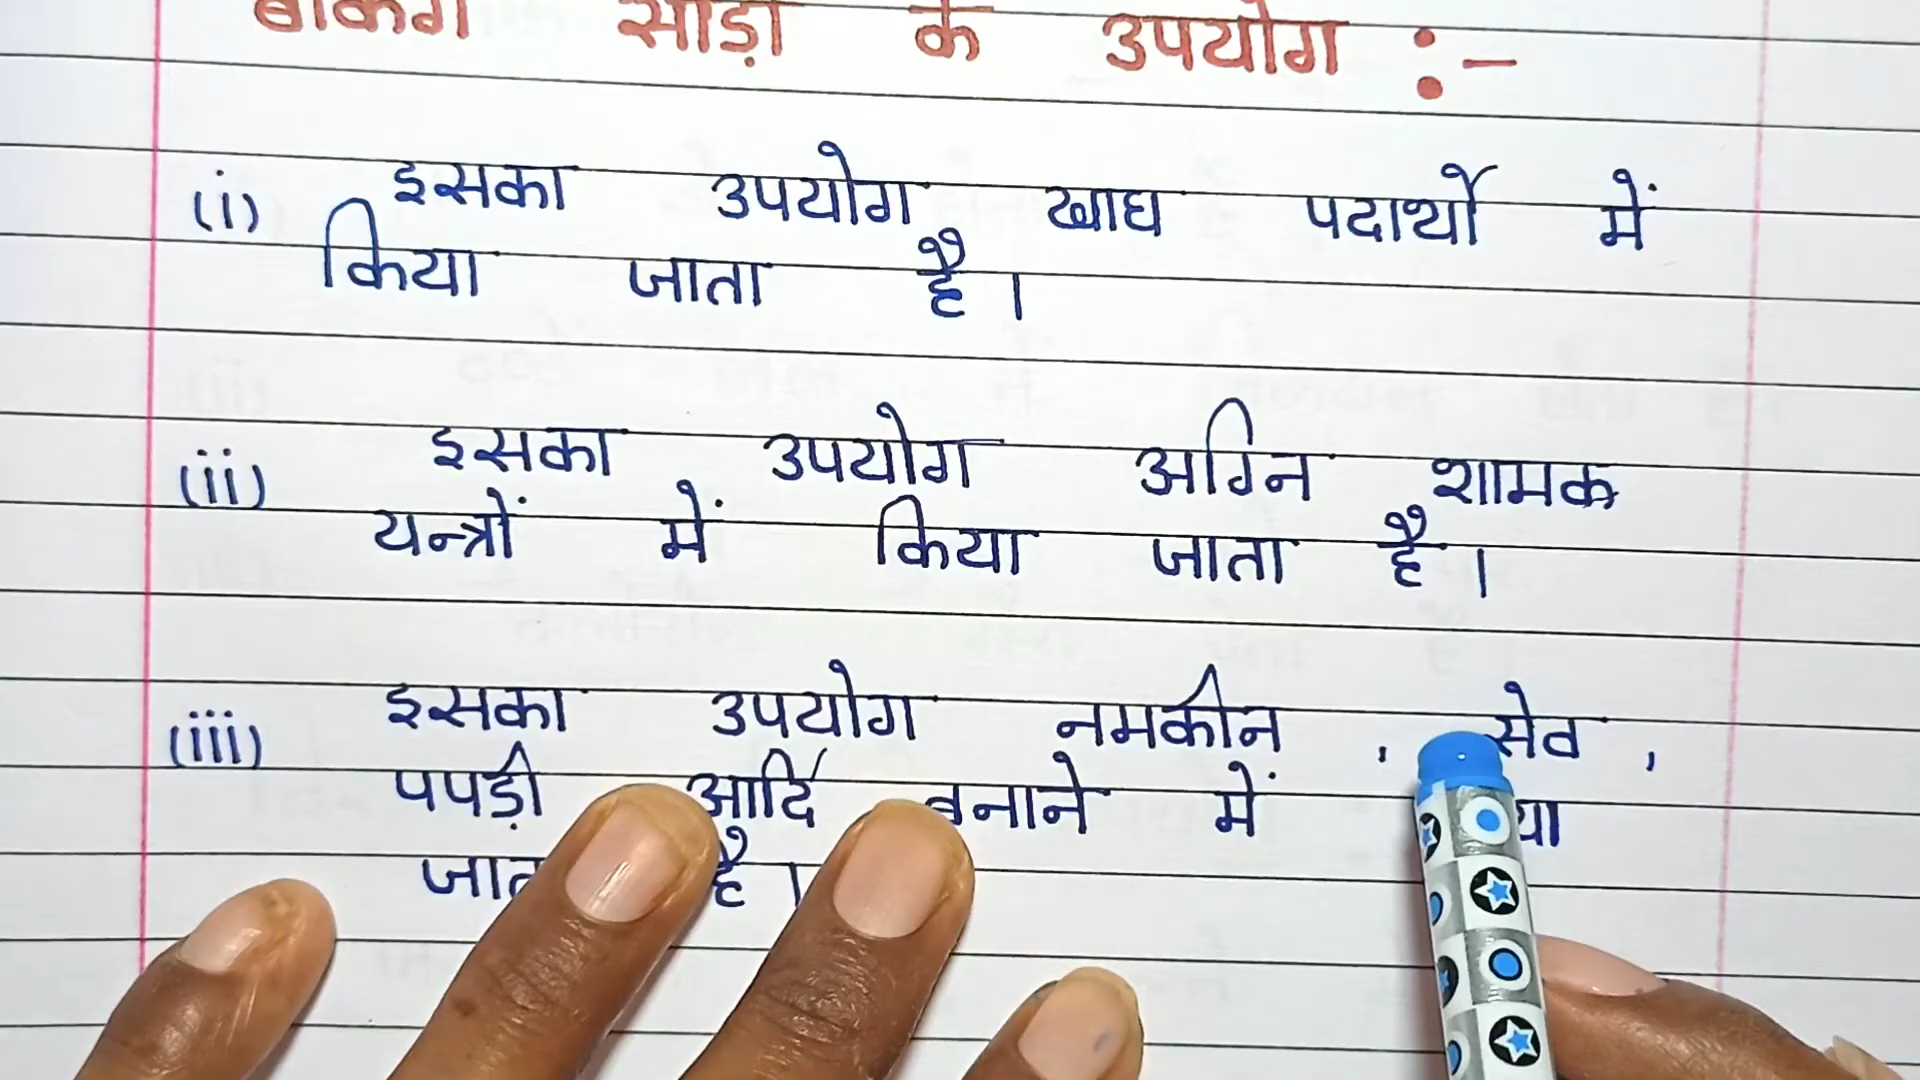 बेकिंग सोडा के उपयोग :-
(i) इसका उपयोग खाद्य पदार्थो में
किया जाता है।
(ii) इसका उपयोग अग्नि शामक
यन्त्रों में किया जाता है।
(iii) इसका उपयोग नमकीन , सेव ,
पपड़ी आदि बनाने में
है।